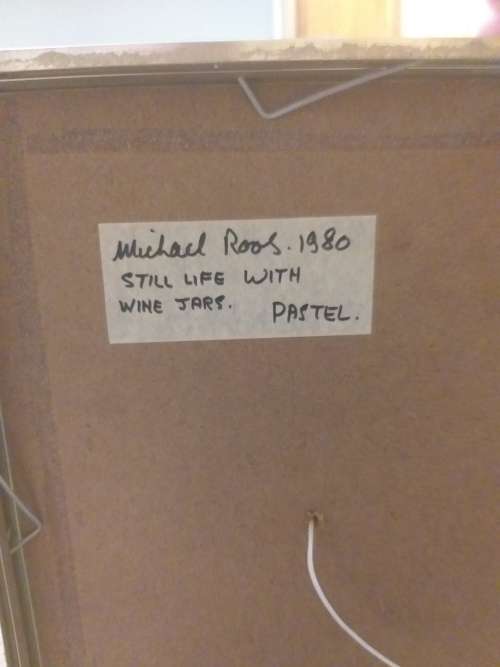 Michael Roos. 1980
STILL LIFE WITH
WINE JARS.
PASTEL.